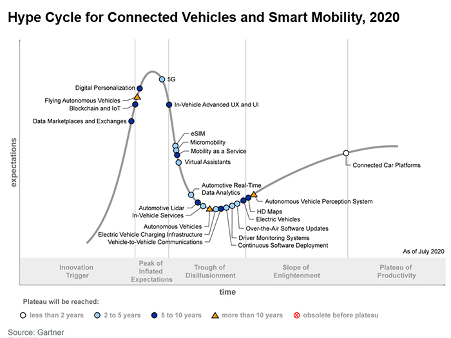 Hype Cycle for Connected Vehicles and Smart Mobility, 2020
5G
Digital Personalization
Flying Autonomous Vehicles
Blockchain and IoT
In-Vehicle Advanced UX and UI
Data Marketplaces and Exchanges
eSIM
Micromobility
Mobility as a Service
Virtual Assistants
Connected Car Platforms
Automotive Real-Time
Data Analytics
Automotive Lidar
In-Vehicle Services
Autonomous Vehicle Perception System
HD Maps
Electric Vehicles
Autonomous Vehicles
Over-the-Air Software Updates
Electric Vehicle Charging Infrastructure
Driver Monitoring Systems
Vehicle-to-Vehicle Communications
Continuous Software Deployment
expectations
As of July 2020
Innovation
Trigger
Peak of
Inflated
Expectations
Trough of
Disillusionment
Slope of
Enlightenment
Plateau of
Productivity
time
Plateau will be reached:
less than 2 years
2 to 5 years
5 to 10 years
more than 10 years
obsolete before plateau
Source: Gartner